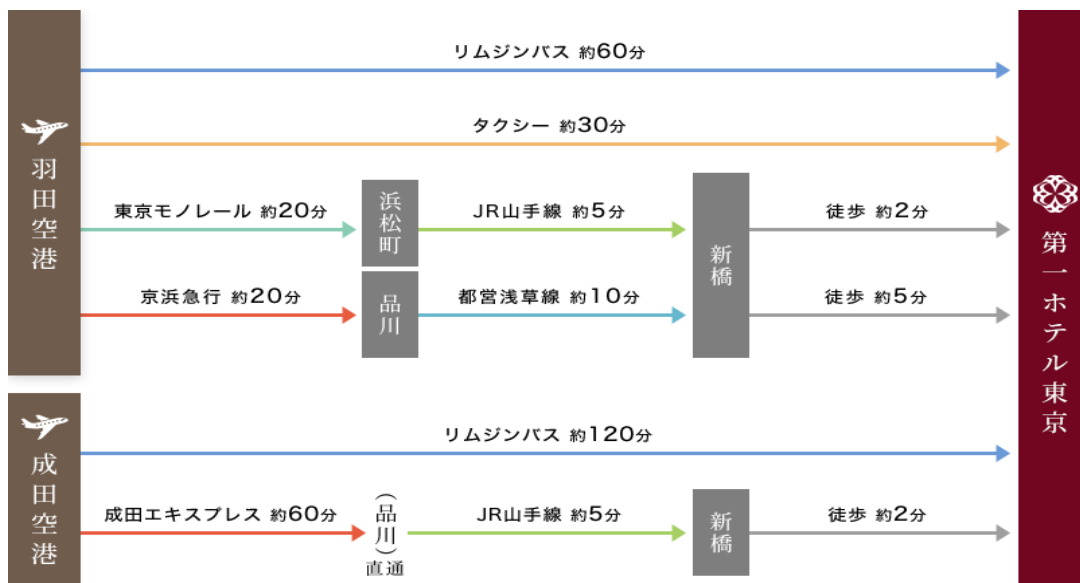 羽田空港
リムジンバス 約60分
タクシー 約30分
東京モノレール 約20分
浜松町
JR山手線 約5分
新橋
徒歩 約2分
京浜急行 約20分
品川
都営浅草線 約10分
徒歩 約5分
成田空港
リムジンバス 約120分
成田エキスプレス 約60分
(品川)
直通
JR山手線 約5分
新橋
徒歩 約2分
第一ホテル東京